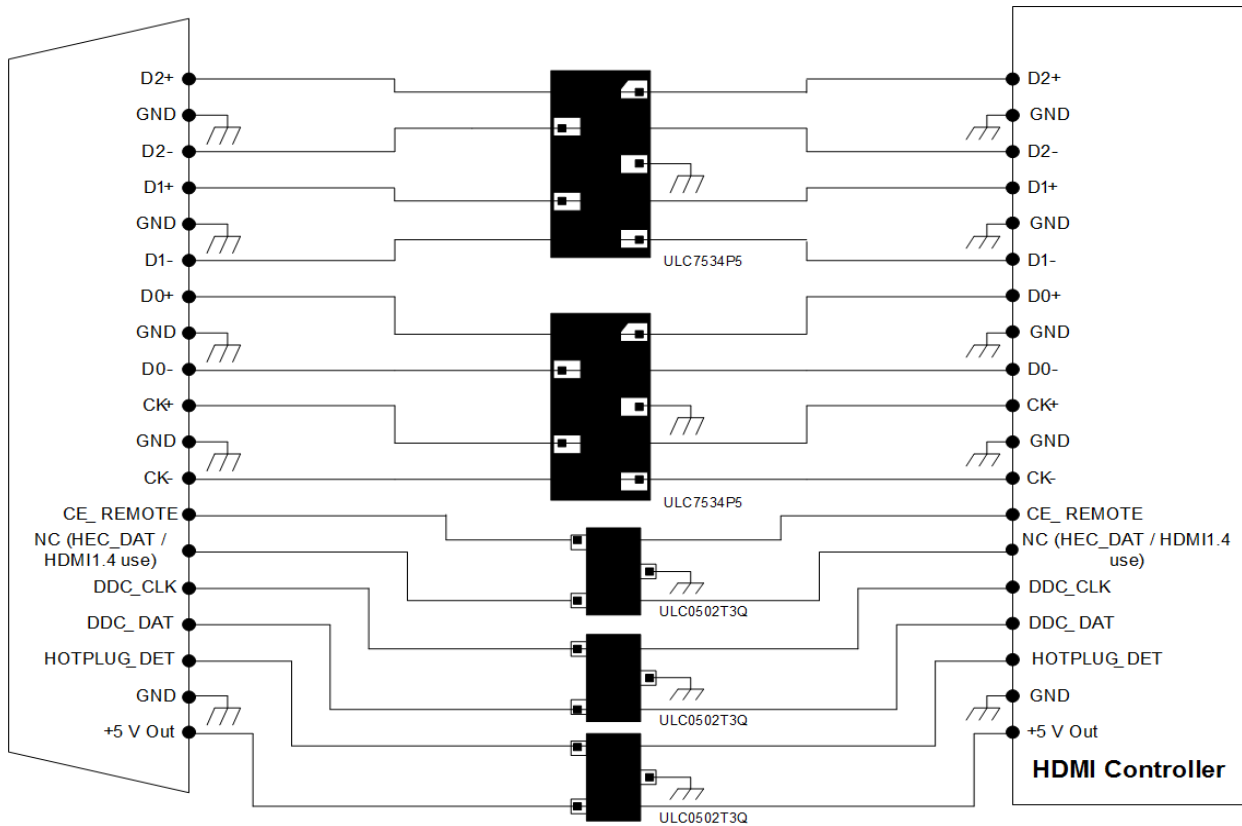 D2+
GND
D2-
D1+
GND
D1-
D0+
GND
D0-
CK+
GND
CK-
CE_ REMOTE
NC (HEC_DAT /
HDMI1.4 use)
DDC_CLK
DDC_ DAT
HOTPLUG_DET
GND
+5 V Out
ULC7534P5
ULC7534P5
ULC0502T3Q
ULC0502T3Q
ULC0502T3Q
D2+
GND
D2-
D1+
GND
D1-
D0+
GND
D0-
CK+
GND
CK-
CE_ REMOTE
NC (HEC_DAT / HDMI1.4
use)
DDC_CLK
DDC_ DAT
HOTPLUG_DET
GND
+5 V Out
HDMI Controller